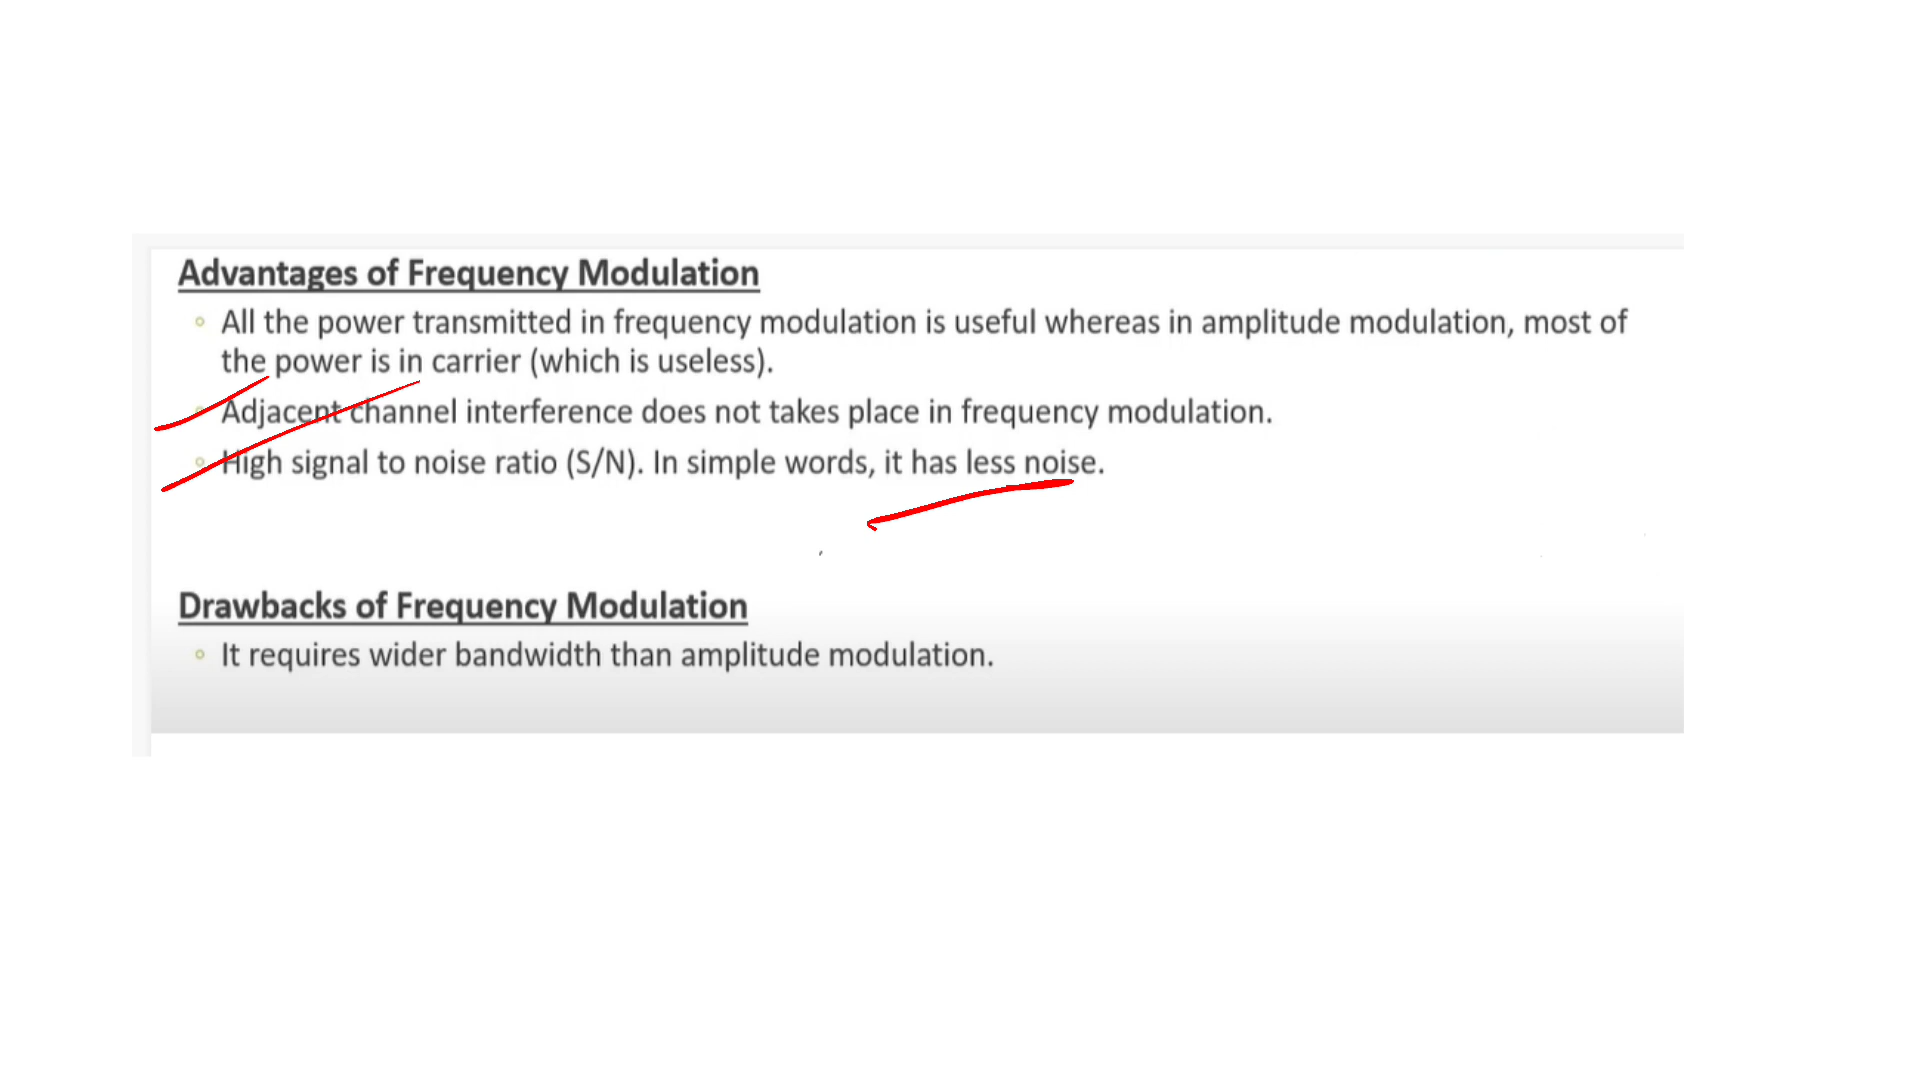 Advantages of Frequency Modulation
◦ All the power transmitted in frequency modulation is useful whereas in amplitude modulation, most of
the power is in carrier (which is useless).
◦ Adjacent channel interference does not takes place in frequency modulation.
◦ High signal to noise ratio (S/N). In simple words, it has less noise.
Drawbacks of Frequency Modulation
◦ It requires wider bandwidth than amplitude modulation.